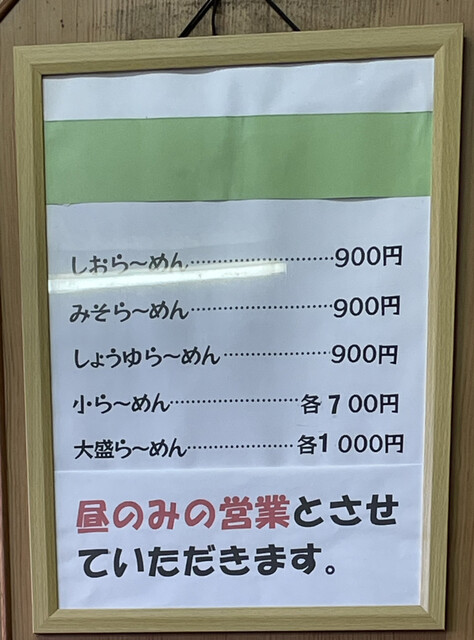 しおら〜めん……………………900円
みそら〜めん……………………900円
しょうゆら〜めん………………900円
小ら〜めん…………………各700円
大盛ら〜めん………………各1000円
昼のみの営業とさせ
ていただきます。